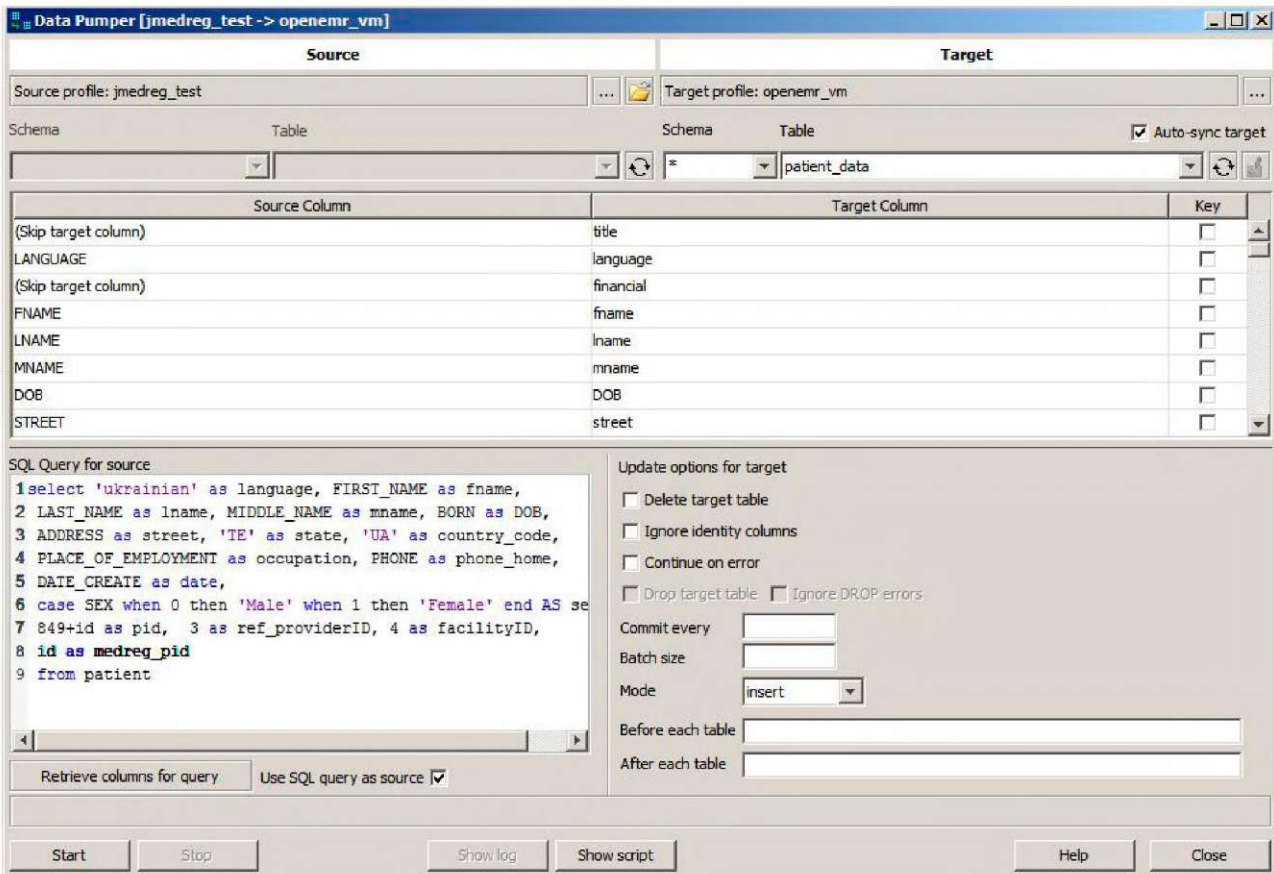 Data Pumper [jmedreg_test -> openemr_vm]
Source Target
Source profile: jmedreg_test ... Target profile: openemr_vm ...
Schema Table Schema Table Auto-sync target
* patient_data
Source Column Target Column Key
(Skip target column) title
LANGUAGE language
(Skip target column) financial
FNAME fname
LNAME lname
MNAME mname
DOB DOB
STREET street
SQL Query for source
1 select 'ukrainian' as language, FIRST_NAME as fname,
2 LAST_NAME as lname, MIDDLE_NAME as mname, BORN as DOB,
3 ADDRESS as street, 'TE' as state, 'UA' as country_code,
4 PLACE_OF_EMPLOYMENT as occupation, PHONE as phone_home,
5 DATE_CREATE as date,
6 case SEX when 0 then 'Male' when 1 then 'Female' end AS se
7 849+id as pid, 3 as ref_providerID, 4 as facilityID,
8 id as medreg_pid
9 from patient
Retrieve columns for query Use SQL query as source
Update options for target
Delete target table
Ignore identity columns
Continue on error
Drop target table Ignore DROP errors
Commit every
Batch size
Mode insert
Before each table
After each table
Start Stop Show log Show script Help Close